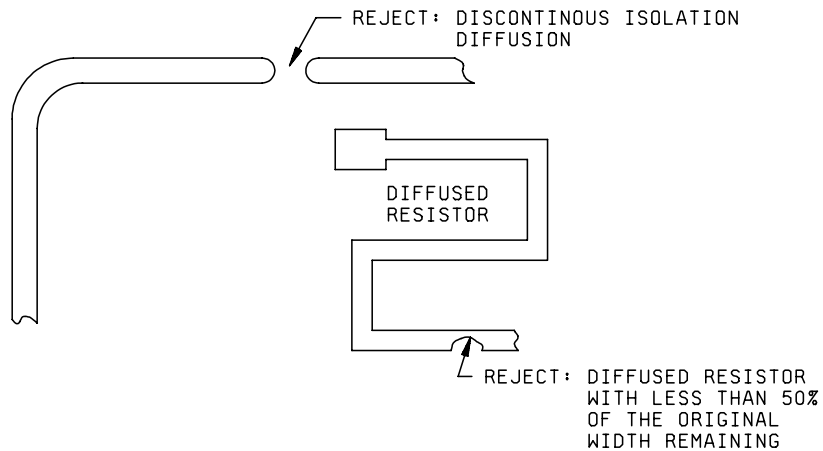 REJECT: DISCONTINOUS ISOLATION
DIFFUSION
DIFFUSED
RESISTOR
REJECT: DIFFUSED RESISTOR
WITH LESS THAN 50%
OF THE ORIGINAL
WIDTH REMAINING